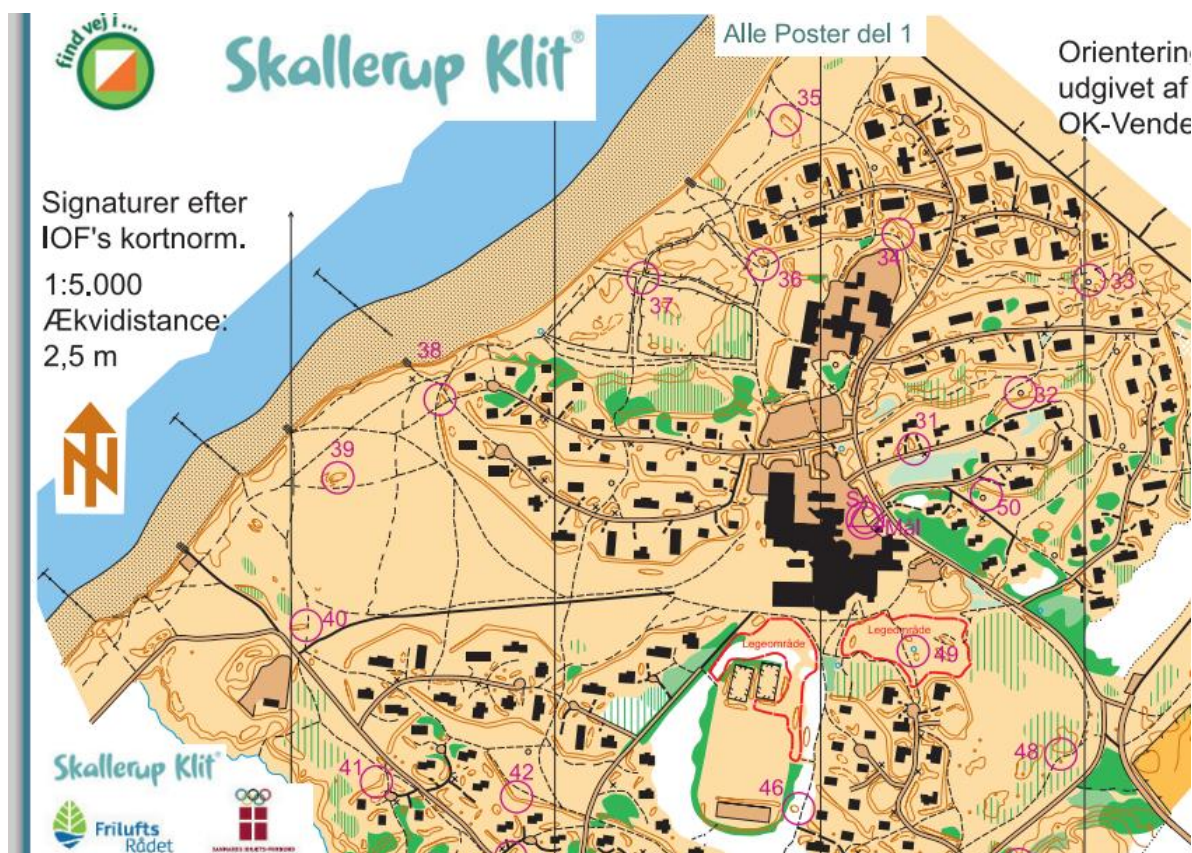 find vej i ...
Skallerup Klit®
Alle Poster del 1
Orientering
udgivet af
OK-Vende
Signaturer efter
IOF's kortnorm.
1:5.000
Ækvidistance:
2,5 m
N
35
34
36
33
37
38
32
31
39
50
Mål
40
Legeområde
Legeområde
49
48
41
42
46
Skallerup Klit®
Frilufts
Rådet